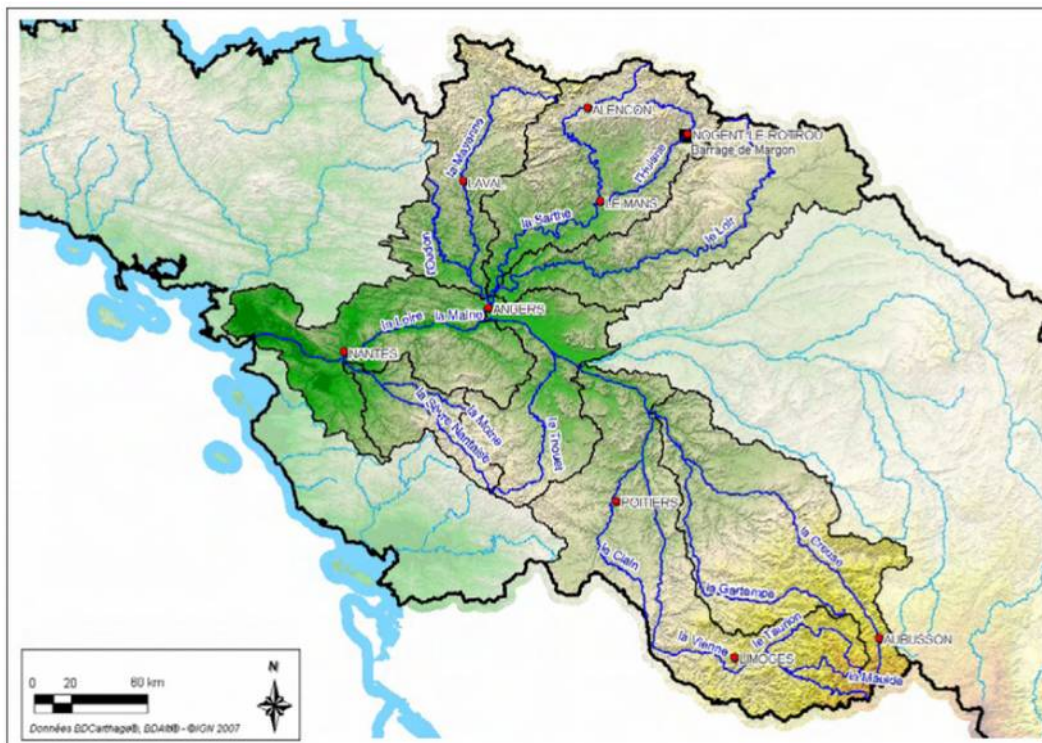 ALENCON
NOGENT-LE-ROTROU
Barrage de Margon
la Mayenne
l'Huisne
LAVAL
LE MANS
la Sarthe
le Loir
l'Oudon
ANGERS
la Loire
la Maine
NANTES
la Moine
la Sèvre Nantaise
le Thouet
POITIERS
la Creuse
le Clain
la Gartempe
le Taurion
AUBUSSON
la Vienne
LIMOGES
la Maulde
N
0 20 60 km
Données BDCarthage®, BDAlti® - ©IGN 2007